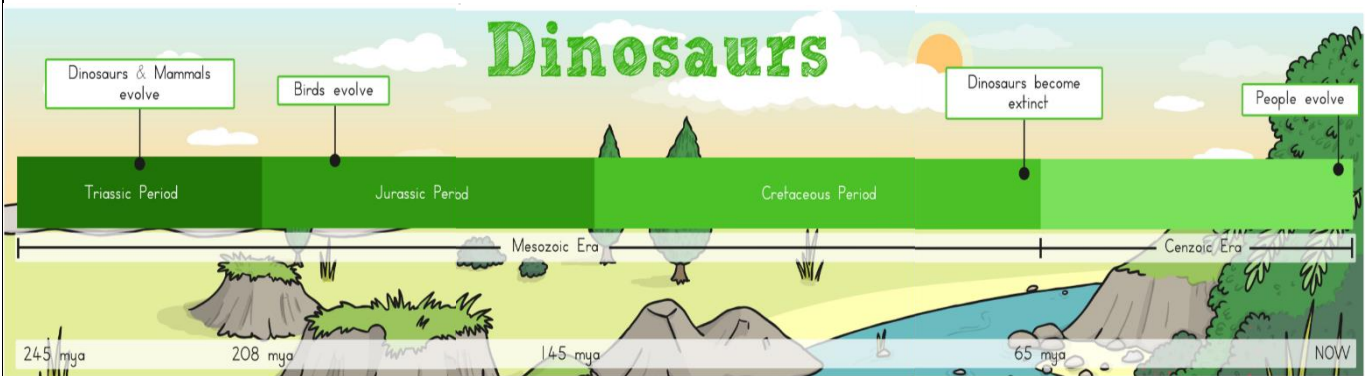 Dinosaurs
Dinosaurs & Mammals
evolve
Birds evolve
Dinosaurs become
extinct
People evolve
Triassic Period
Jurassic Perod
Cretaceous Period
Mesozoic Era
Cenzoic Era
245 mya
208 mya
145 mya
65 mya
NOW